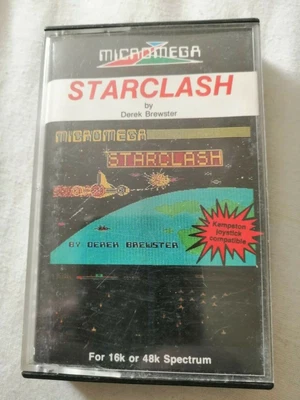 MICROMEGA
STARCLASH
by
Derek Brewster
MICROMEGA
STARCLASH
BY DEREK BREWSTER
Kempston
joystick
compatible
For 16k or 48k Spectrum